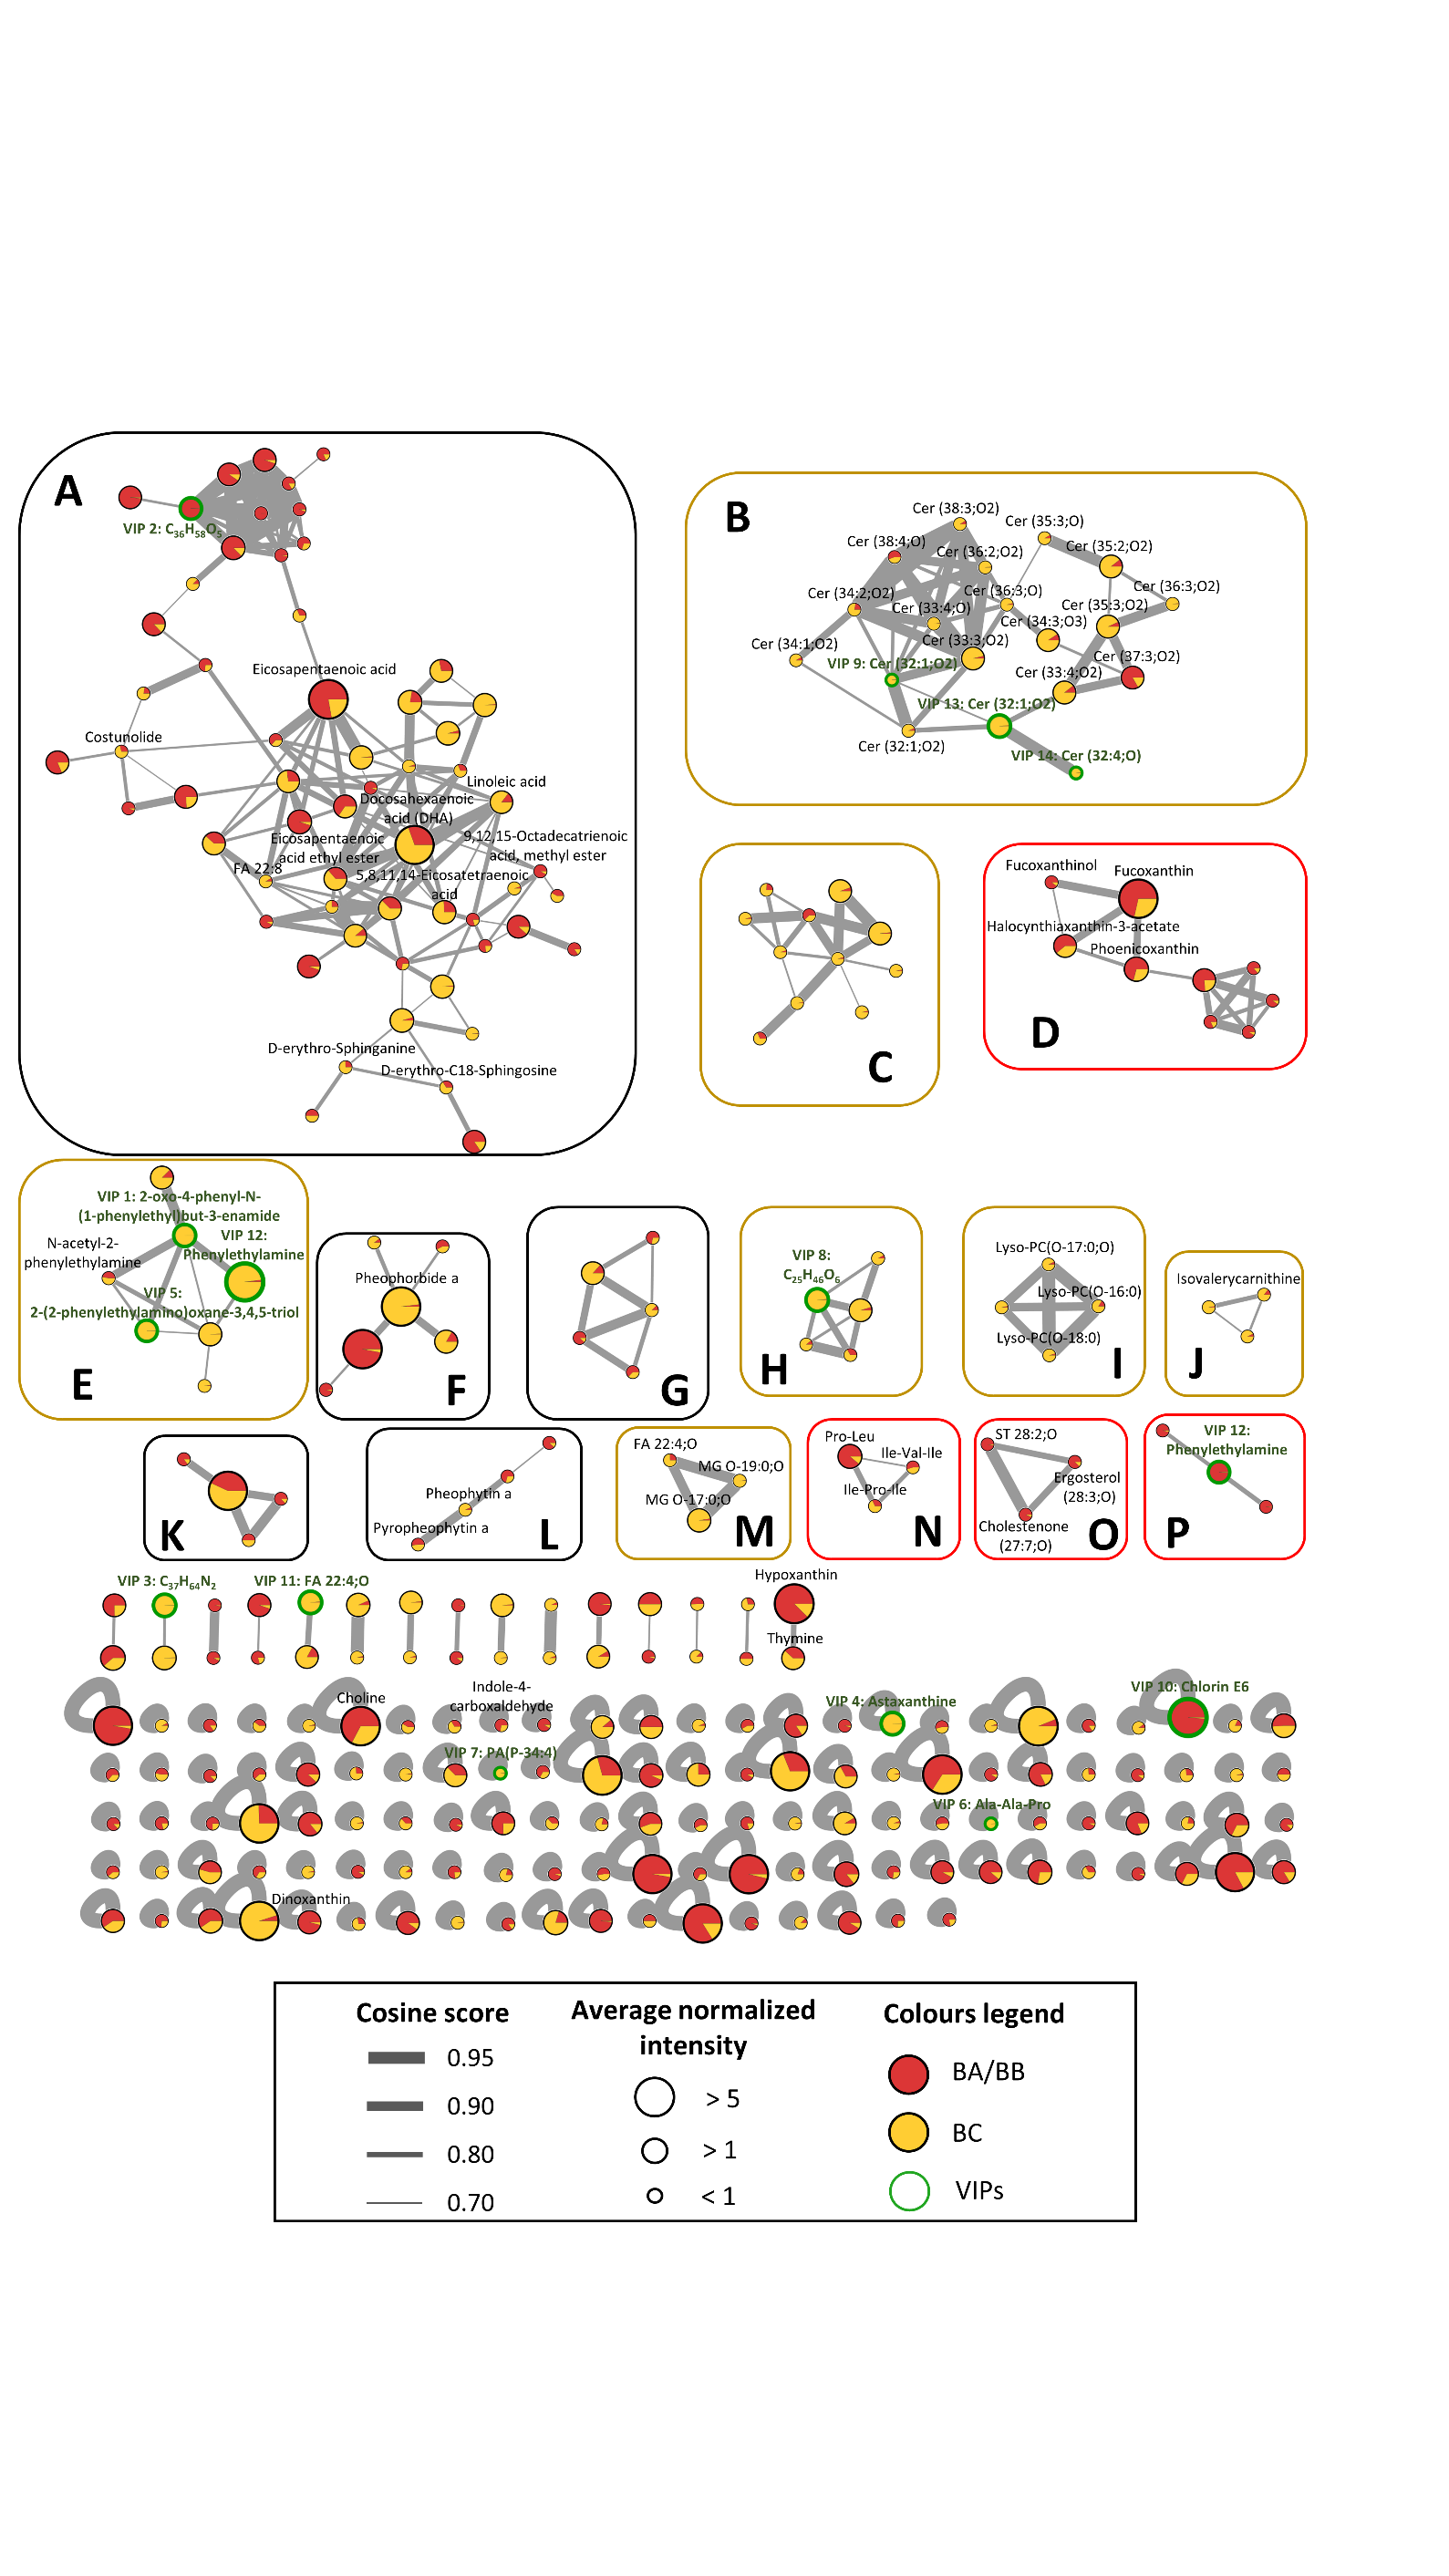 A
VIP 2: C₃₆H₅₈O₅
Eicosapentaenoic acid
Costunolide
Linoleic acid
Docosahexaenoic
acid (DHA)
Eicosapentaenoic
acid ethyl ester
9,12,15-Octadecatrienoic
acid, methyl ester
FA 22:8
5,8,11,14-Eicosatetraenoic
acid
D-erythro-Sphinganine
D-erythro-C18-Sphingosine
B
Cer (38:3;O2)
Cer (35:3;O)
Cer (38:4;O)
Cer (36:2;O2)
Cer (35:2;O2)
Cer (34:2;O2)
Cer (36:3;O)
Cer (36:3;O2)
Cer (33:4;O)
Cer (35:3;O2)
Cer (34:3;O3)
Cer (34:1;O2)
Cer (33:3;O2)
VIP 9: Cer (32:1;O2)
Cer (37:3;O2)
Cer (33:4;O2)
VIP 13: Cer (32:1;O2)
Cer (32:1;O2)
VIP 14: Cer (32:4;O)
C
Fucoxanthinol
Fucoxanthin
Halocynthiaxanthin-3-acetate
Phoenicoxanthin
D
VIP 1: 2-oxo-4-phenyl-N-
(1-phenylethyl)but-3-enamide
N-acetyl-2-
phenylethylamine
VIP 12:
Phenylethylamine
VIP 5:
2-(2-phenylethylamino)oxane-3,4,5-triol
E
Pheophorbide a
F
G
VIP 8:
C₂₅H₄₆O₆
H
Lyso-PC(O-17:0;O)
Lyso-PC(O-16:0)
Lyso-PC(O-18:0)
I
Isovalerycarnithine
J
K
Pheophytin a
Pyropheophytin a
L
FA 22:4;O
MG O-19:0;O
MG O-17:0;O
M
Pro-Leu
Ile-Val-Ile
Ile-Pro-Ile
N
ST 28:2;O
Ergosterol
(28:3;O)
Cholestenone
(27:7;O)
O
VIP 12:
Phenylethylamine
P
VIP 3: C₃₇H₆₄N₂
VIP 11: FA 22:4;O
Hypoxanthin
Thymine
Choline
Indole-4-
carboxaldehyde
VIP 4: Astaxanthine
VIP 10: Chlorin E6
VIP 7: PA(P-34:4)
VIP 6: Ala-Ala-Pro
Dinoxanthin
Cosine score
0.95
0.90
0.80
0.70
Average normalized
intensity
> 5
> 1
< 1
Colours legend
BA/BB
BC
VIPs